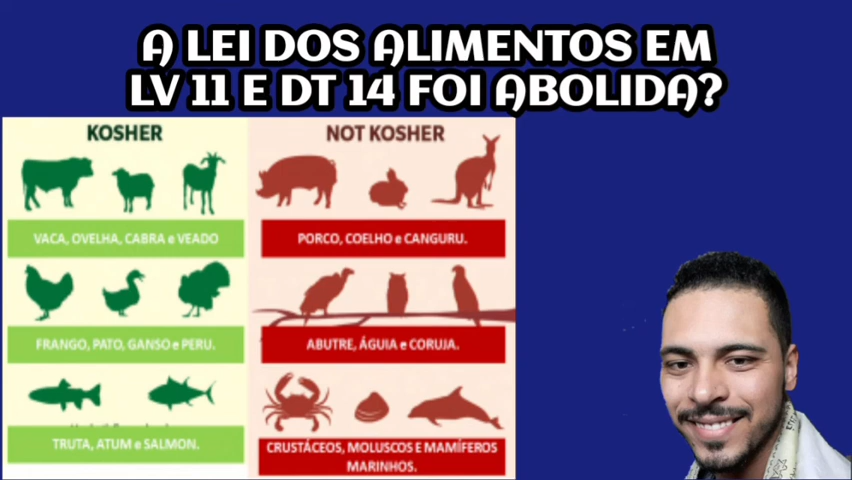 A LEI DOS ALIMENTOS EM
LV 11 E DT 14 FOI ABOLIDA?
KOSHER
NOT KOSHER
VACA, OVELHA, CABRA e VEADO
PORCO, COELHO e CANGURU.
FRANGO, PATO, GANSO e PERU.
ABUTRE, ÁGUIA e CORUJA.
TRUTA, ATUM e SALMON.
CRUSTÁCEOS, MOLUSCOS E MAMÍFEROS
MARINHOS.